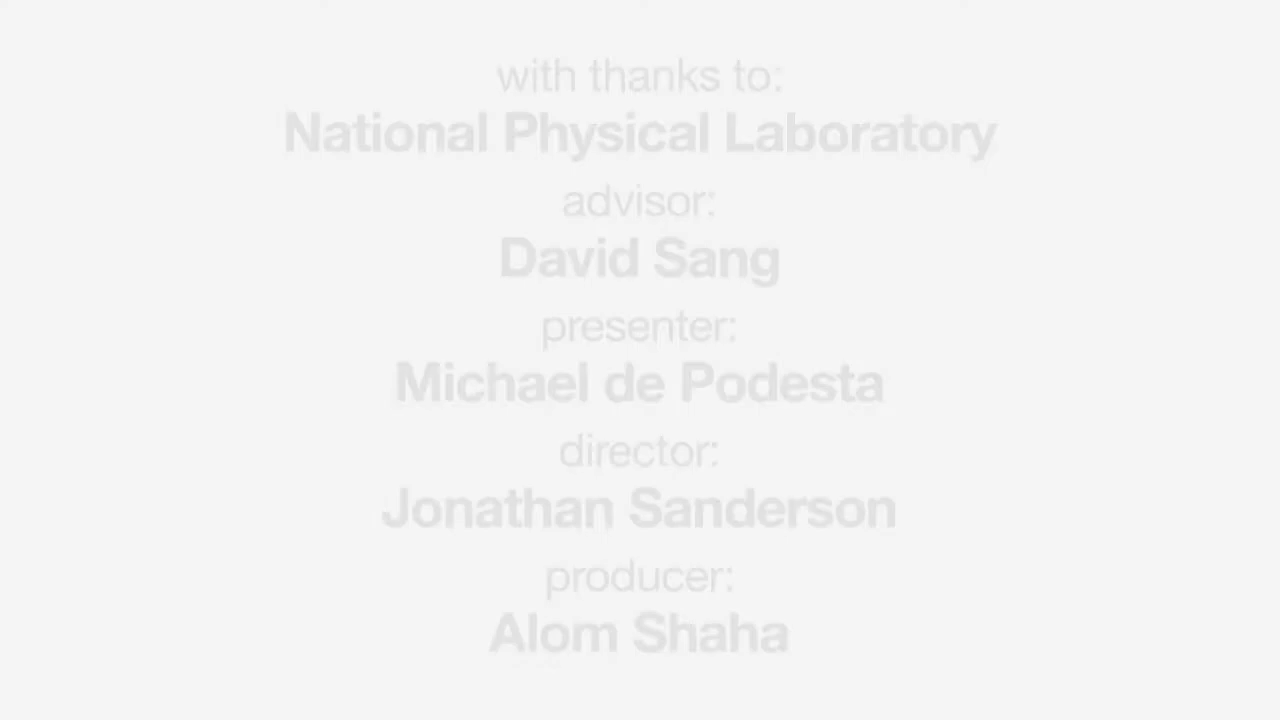 with thanks to:
National Physical Laboratory
advisor:
David Sang
presenter:
Michael de Podesta
director:
Jonathan Sanderson
producer:
Alom Shaha